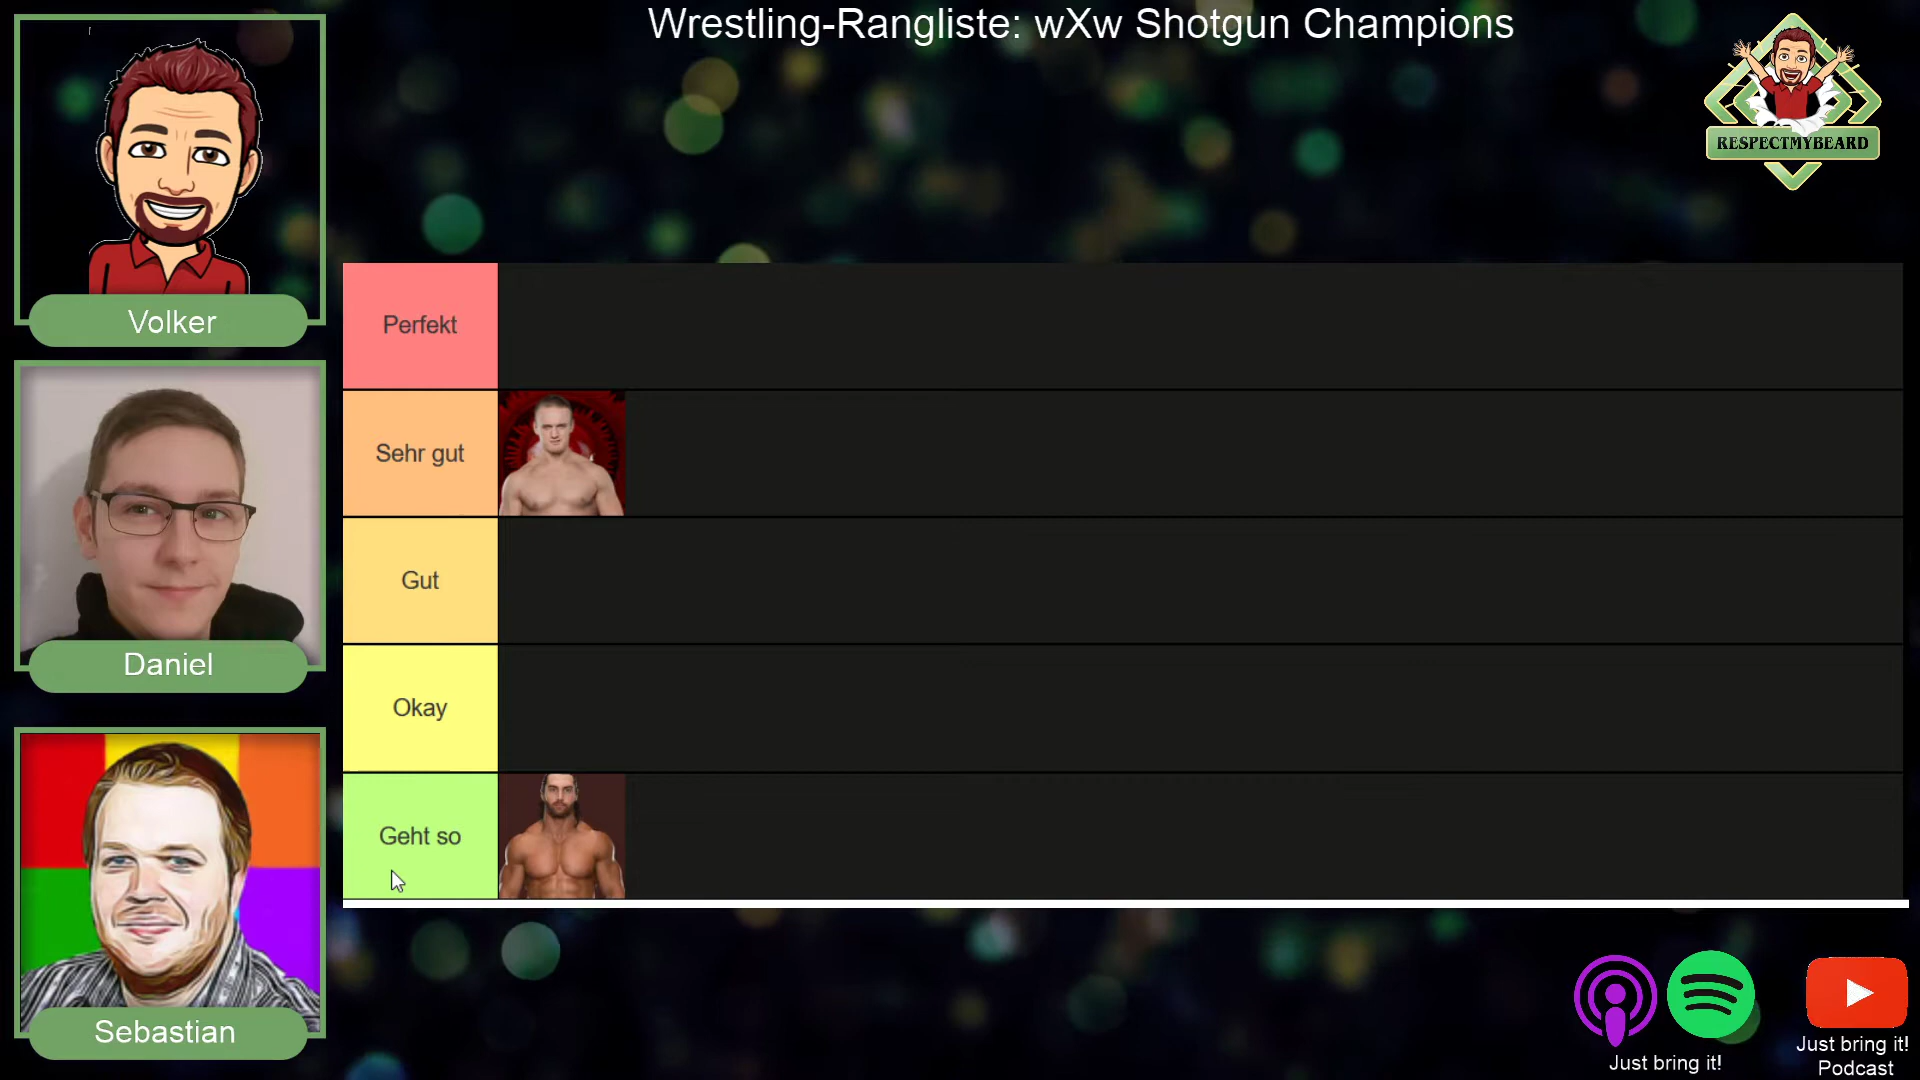 Wrestling-Rangliste: wXw Shotgun Champions
RESPECTMYBEARD
Volker
Daniel
Sebastian
Perfekt
Sehr gut
Gut
Okay
Geht so
Just bring it!
Just bring it!
Podcast